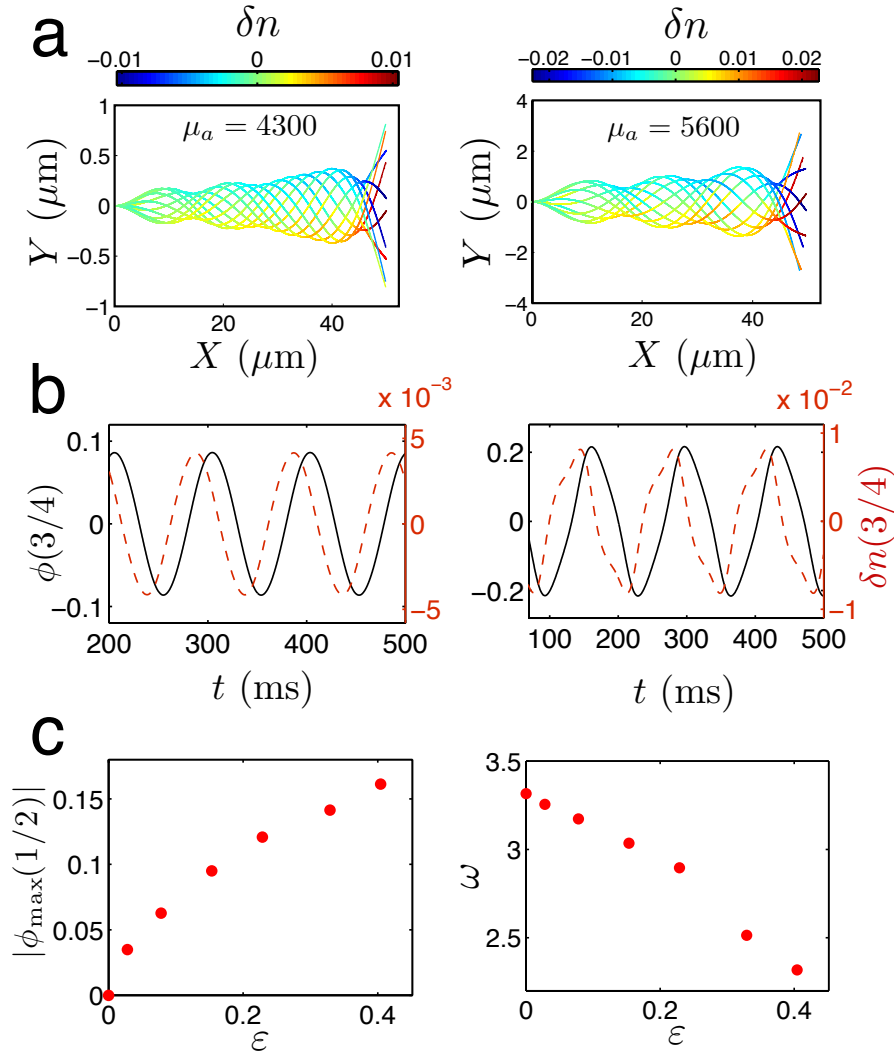 a
δn
−0.01 0 0.01
μₐ = 4300
Y (μm)
1
0.5
0
−0.5
−1
0 20 40
X (μm)
δn
−0.02 −0.01 0 0.01 0.02
μₐ = 5600
Y (μm)
4
2
0
−2
−4
0 20 40
X (μm)
b
x 10⁻³
ϕ(3/4)
0.1
0
−0.1
5
0
−5
200 300 400 500
t (ms)
x 10⁻²
0.2
0
−0.2
1
0
−1
δn(3/4)
100 200 300 400 500
t (ms)
c
|ϕmax(1/2)|
0.15
0.1
0.05
0
0 0.2 0.4
ε
ω
3.5
3
2.5
0 0.2 0.4
ε